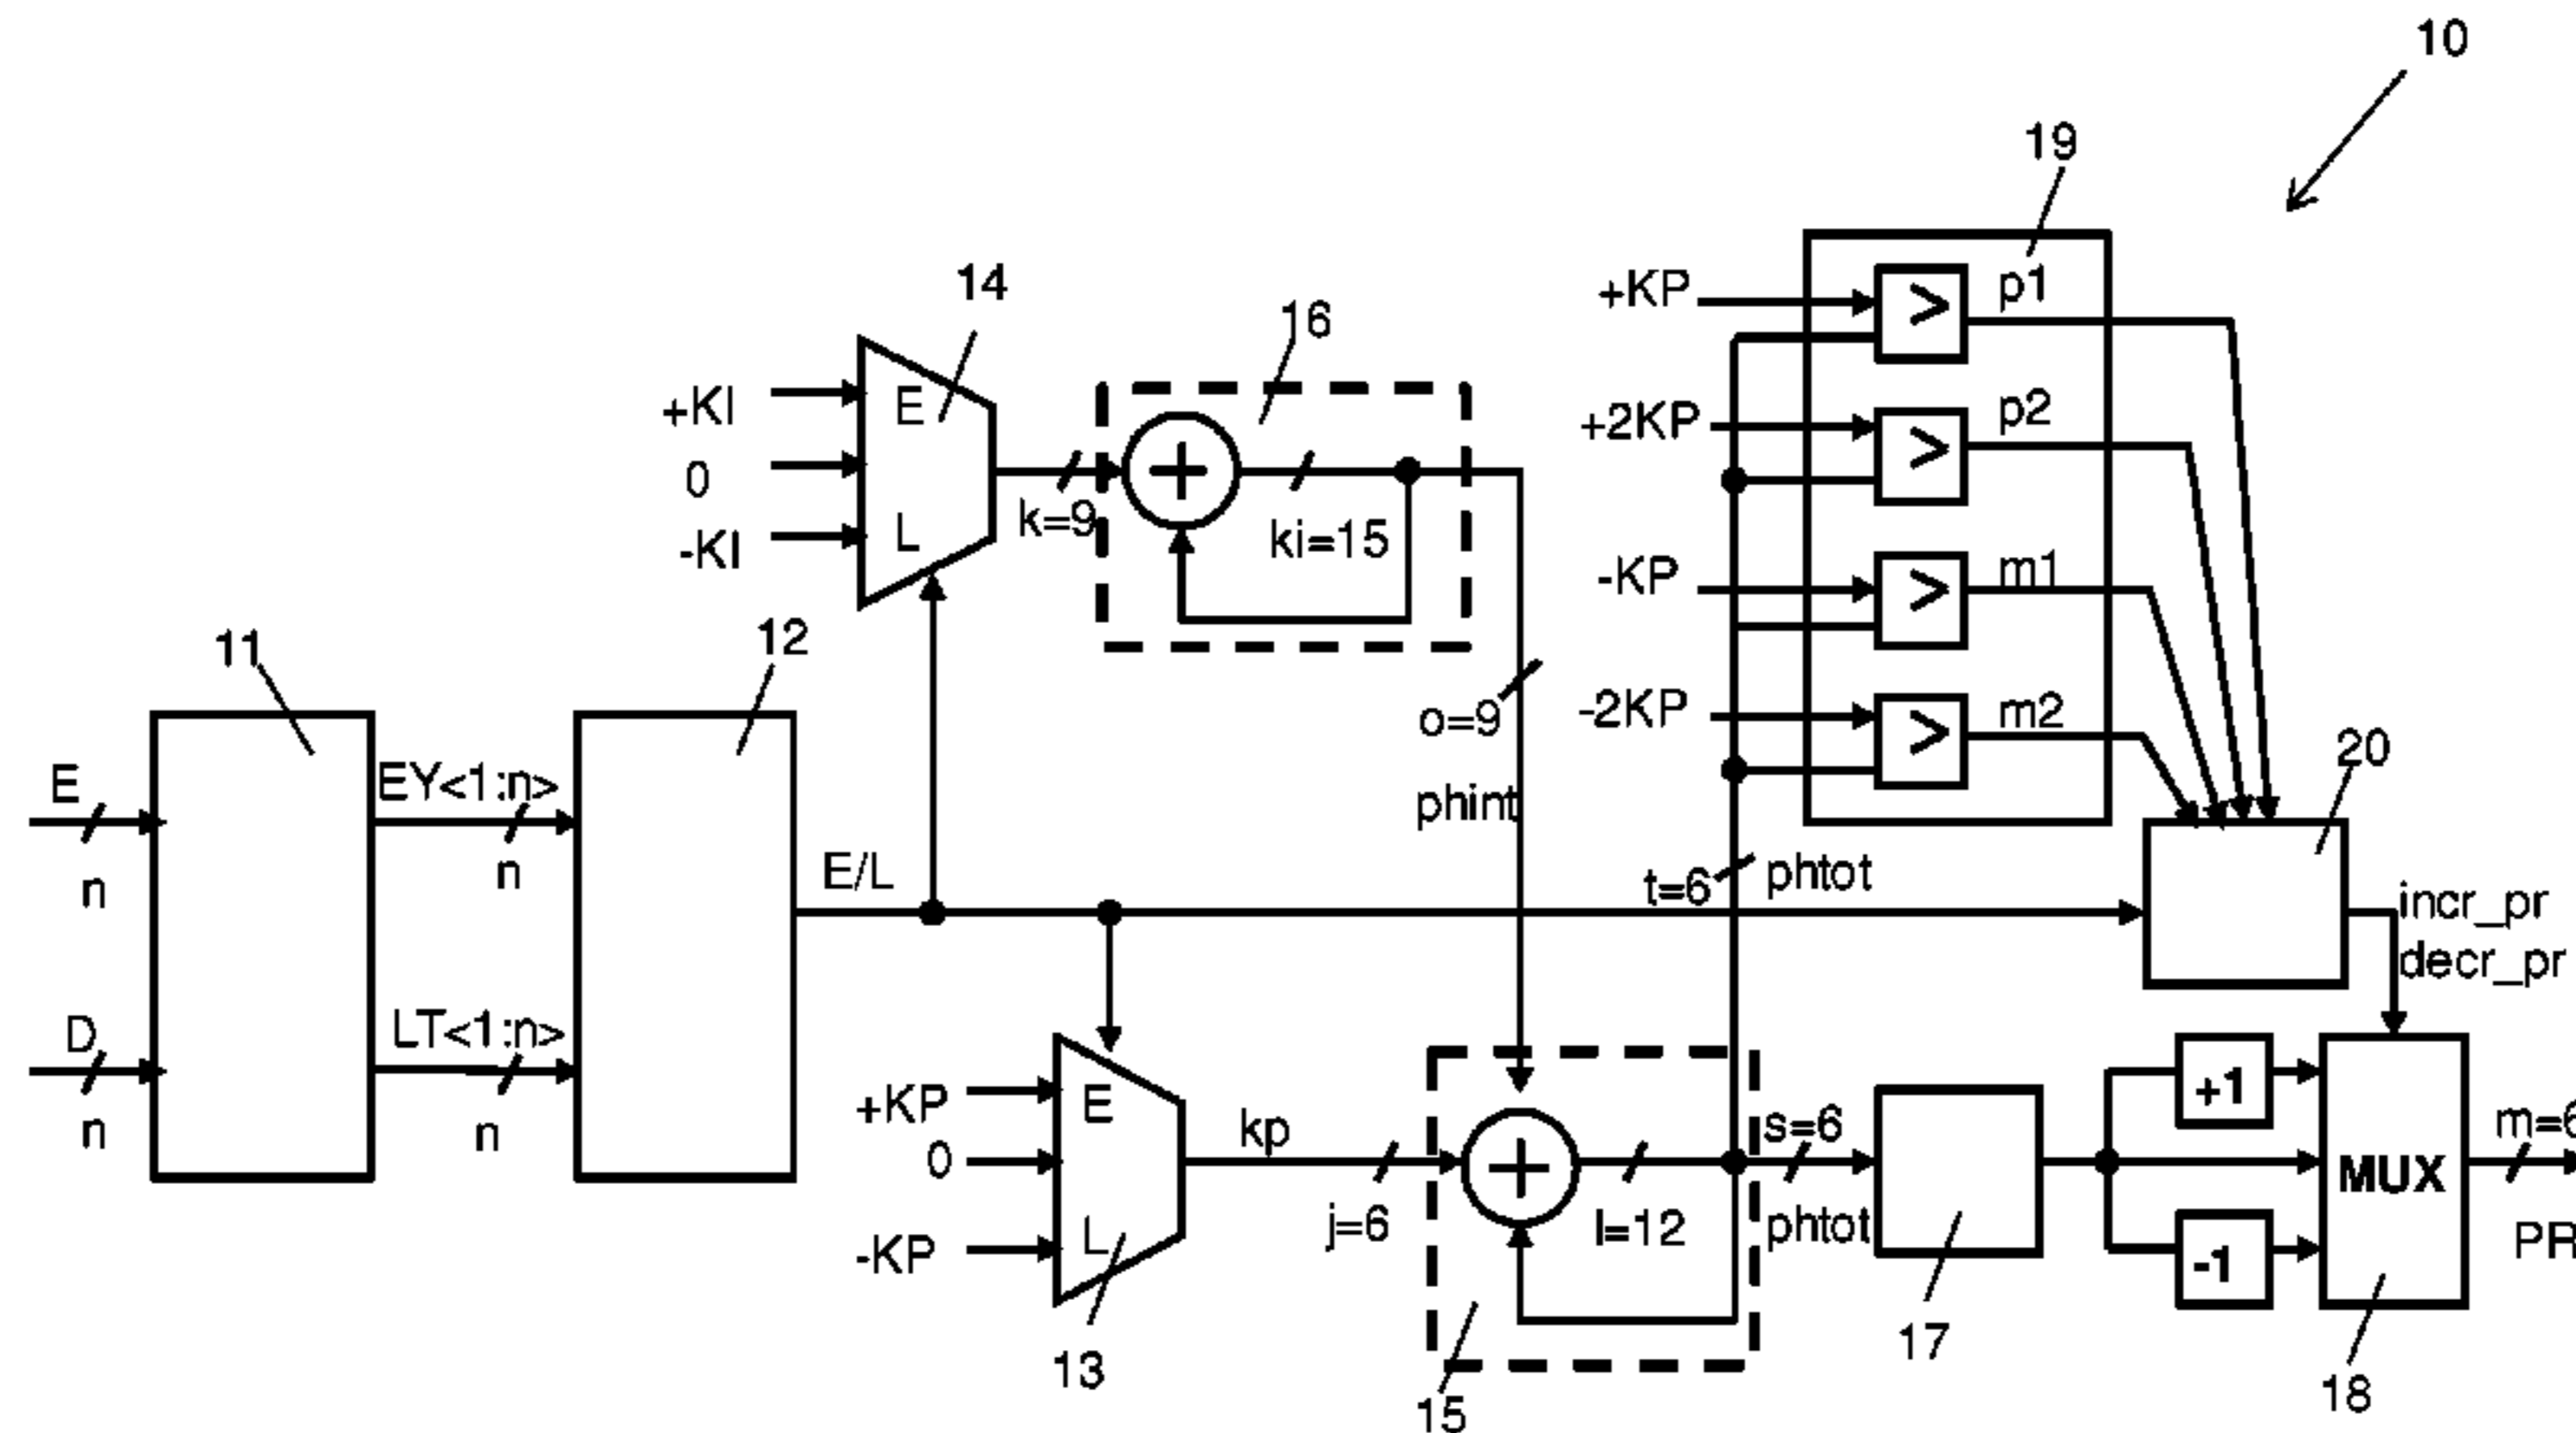 10
19
+KP
>
p1
14
16
+KI
E
0
+
k=9
ki=15
-KI
L
+2KP
>
p2
-KP
>
m1
-2KP
>
m2
o=9
phint
11
12
20
E
n
EY<1:n>
n
E/L
t=6
phtot
incr_pr
decr_pr
D
n
LT<1:n>
n
+KP
E
0
-KP
L
kp
j=6
+
l=12
s=6
phtot
+1
-1
MUX
m=6
PR
13
15
17
18